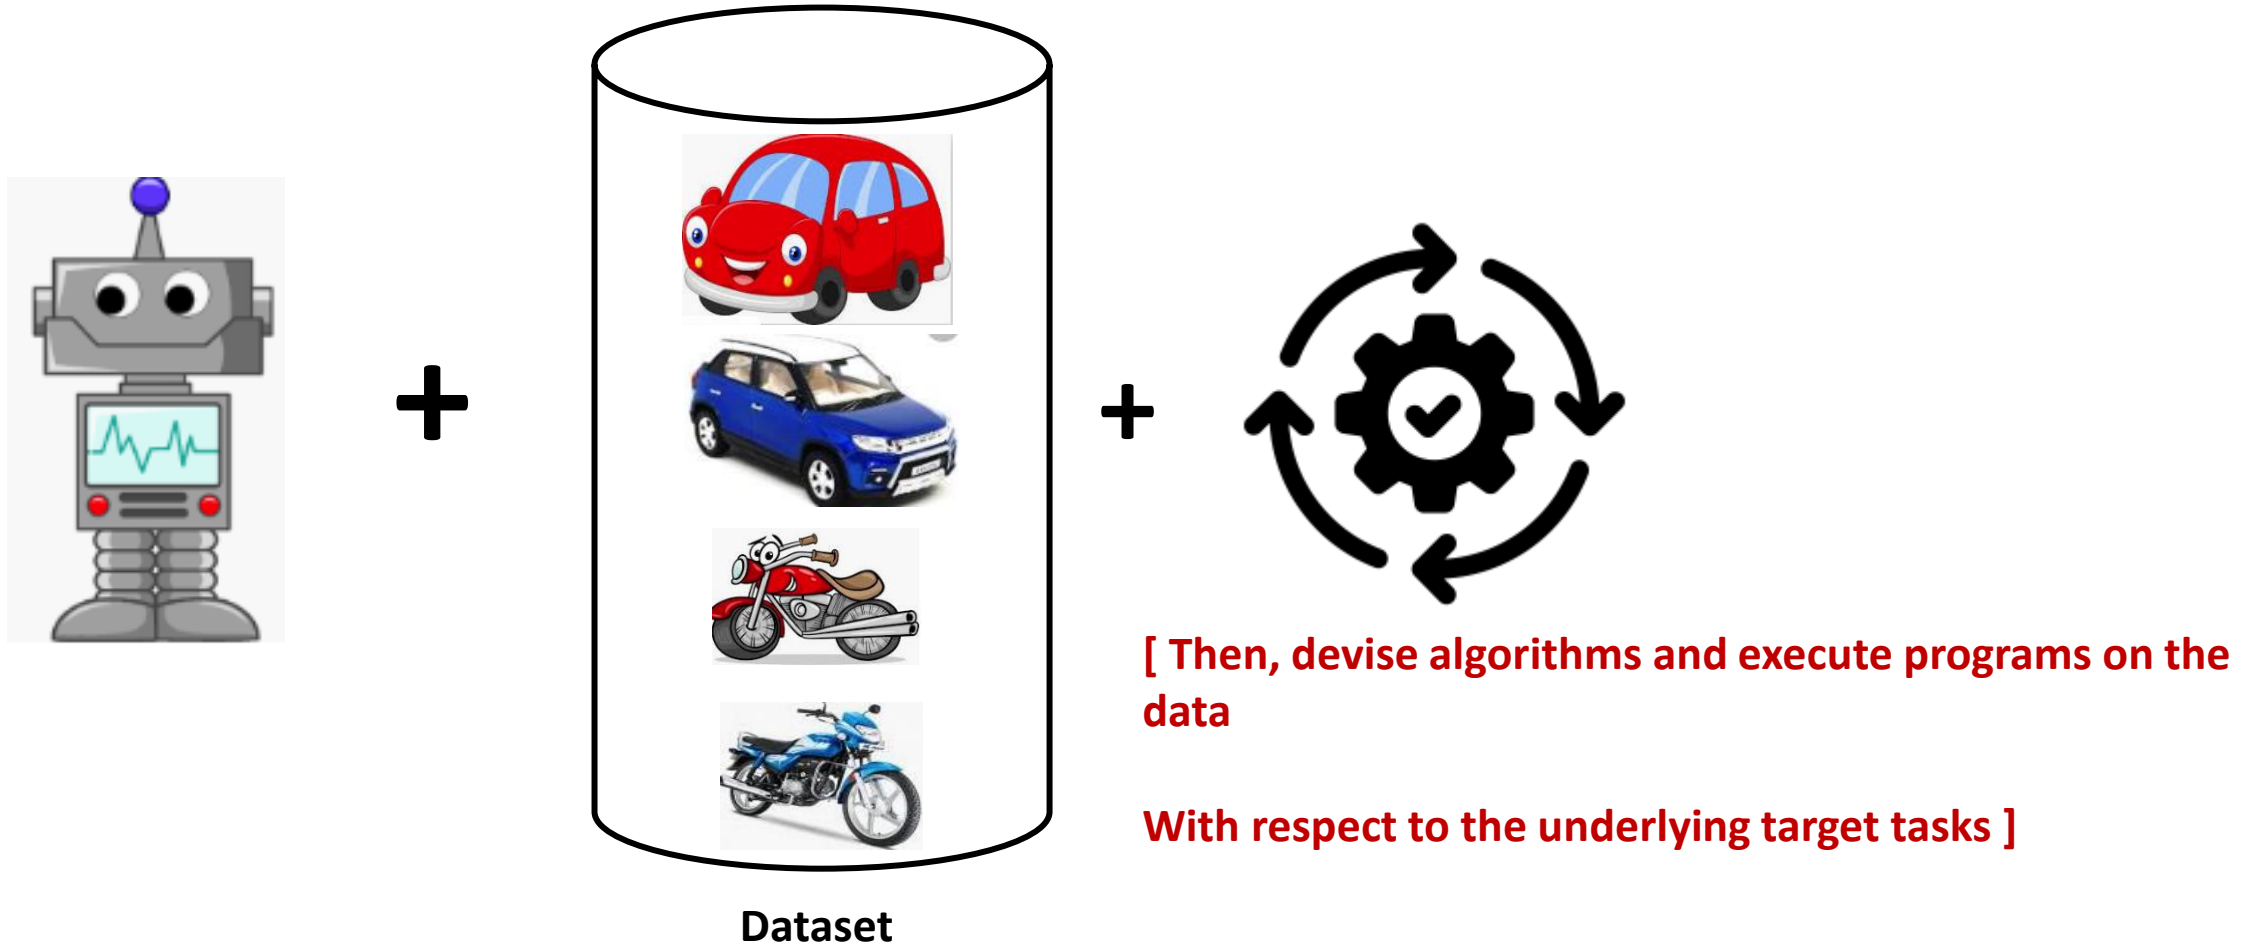 [ Then, devise algorithms and execute programs on the
data
With respect to the underlying target tasks ]
Dataset